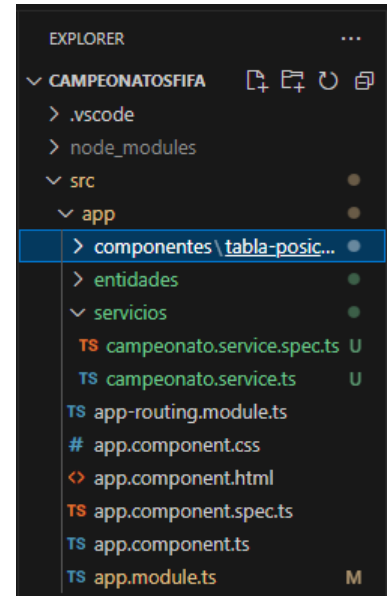 EXPLORER ...
CAMPEONATOSFIFA
.vscode
node_modules
src
app
componentes\tabla-posic...
entidades
servicios
TS campeonato.service.spec.ts U
TS campeonato.service.ts U
TS app-routing.module.ts
# app.component.css
<> app.component.html
TS app.component.spec.ts
TS app.component.ts
TS app.module.ts M